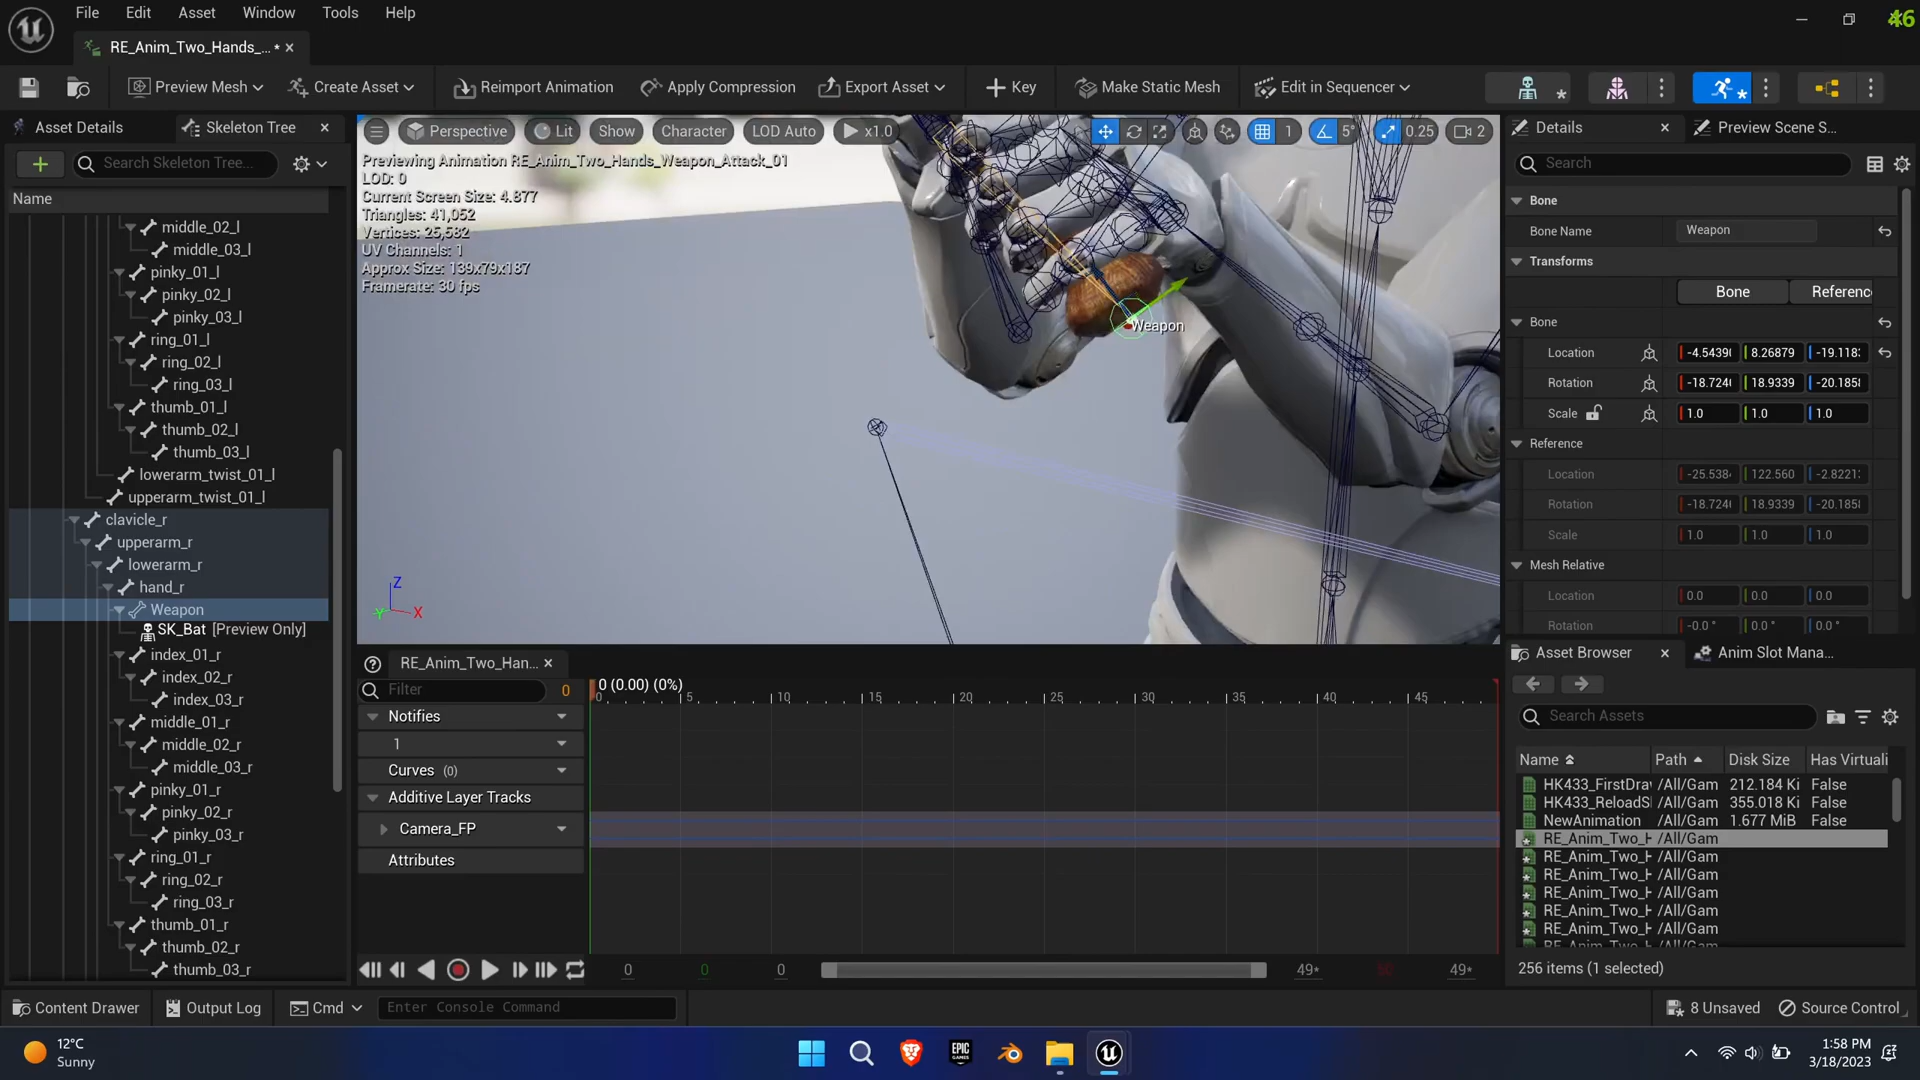 File Edit Asset Window Tools Help
46
RE_Anim_Two_Hands_... *
Preview Mesh Create Asset Reimport Animation Apply Compression Export Asset Key Make Static Mesh Edit in Sequencer
Asset Details Skeleton Tree
Search Skeleton Tree...
Name
middle_02_l
middle_03_l
pinky_01_l
pinky_02_l
pinky_03_l
ring_01_l
ring_02_l
ring_03_l
thumb_01_l
thumb_02_l
thumb_03_l
lowerarm_twist_01_l
upperarm_twist_01_l
clavicle_r
upperarm_r
lowerarm_r
hand_r
Weapon
SK_Bat [Preview Only]
index_01_r
index_02_r
index_03_r
middle_01_r
middle_02_r
middle_03_r
pinky_01_r
pinky_02_r
pinky_03_r
ring_01_r
ring_02_r
ring_03_r
thumb_01_r
thumb_02_r
thumb_03_r
Perspective Lit Show Character LOD Auto x1.0 1 5° 0.25 2
Previewing Animation RE_Anim_Two_Hands_Weapon_Attack_01
LOD: 0
Current Screen Size: 4.877
Triangles: 41,052
Vertices: 25,582
UV Channels: 1
Approx Size: 139x79x187
Framerate: 30 fps
Weapon
Z
Y X
RE_Anim_Two_Han...
Filter 0
0 (0.00) (0%)
0 5 10 15 20 25 30 35 40 45
Notifies
1
Curves (0)
Additive Layer Tracks
Camera_FP
Attributes
0 0 0 49* 49*
Details Preview Scene S...
Search
Bone
Bone Name Weapon
Transforms
Bone Referenc
Bone
Location -4.5439 8.26879 -19.118
Rotation -18.724 18.9339 -20.185
Scale 1.0 1.0 1.0
Reference
Location -25.538 122.560 -2.8221
Rotation -18.724 18.9339 -20.185
Scale 1.0 1.0 1.0
Mesh Relative
Location 0.0 0.0 0.0
Rotation -0.0 ° 0.0 ° 0.0 °
Asset Browser Anim Slot Mana...
Search Assets
Name Path Disk Size Has Virtuali
HK433_FirstDra /All/Gam 212.184 Ki False
HK433_ReloadS /All/Gam 355.018 Ki False
NewAnimation /All/Gam 1.677 MiB False
RE_Anim_Two_H /All/Gam
RE_Anim_Two_H /All/Gam
RE_Anim_Two_H /All/Gam
RE_Anim_Two_H /All/Gam
RE_Anim_Two_H /All/Gam
RE_Anim_Two_H /All/Gam
256 items (1 selected)
Content Drawer Output Log Cmd Enter Console Command 8 Unsaved Source Control
12°C
Sunny
EPIC GAMES
1:58 PM
3/18/2023